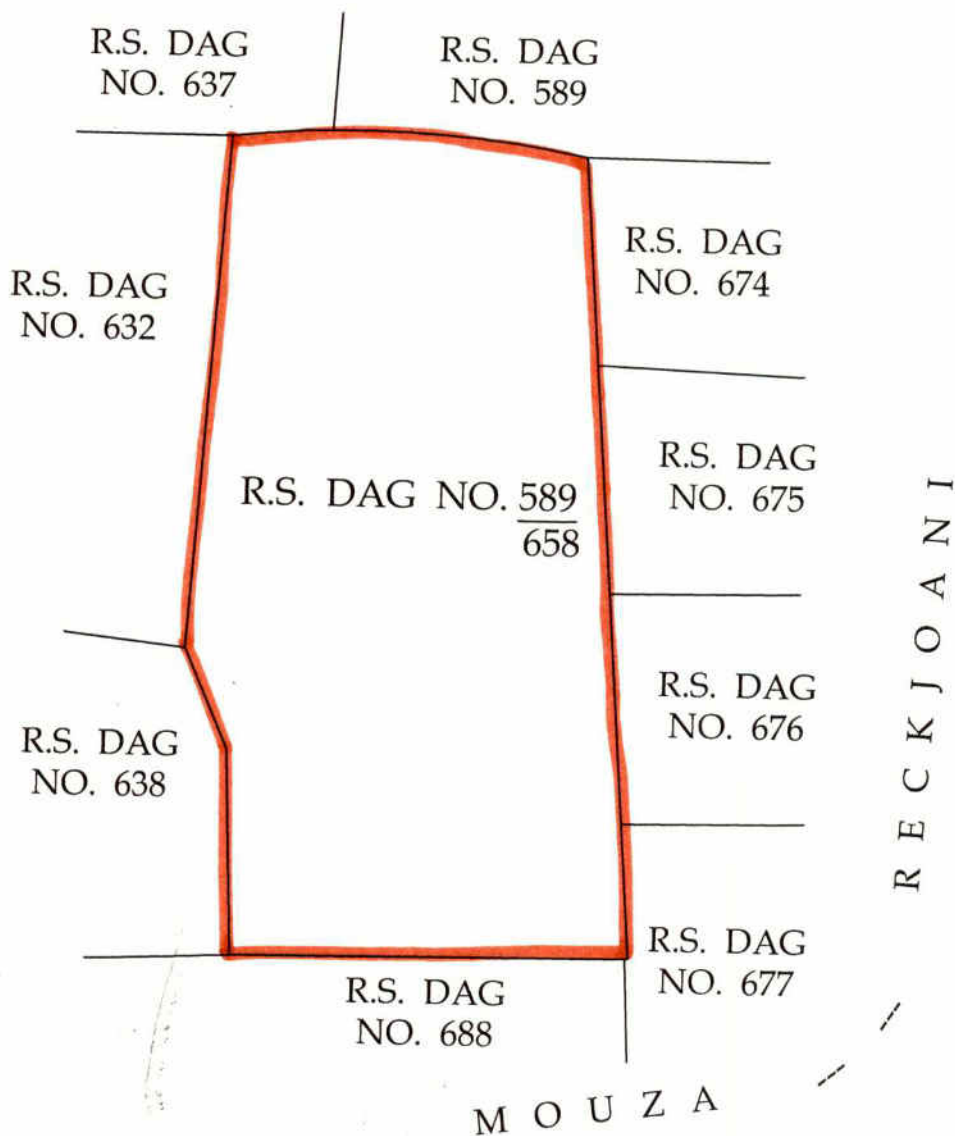 R.S. DAG
NO. 637
R.S. DAG
NO. 589
R.S. DAG
NO. 674
R.S. DAG
NO. 632
R.S. DAG
NO. 675
R.S. DAG NO. 589
658
R.S. DAG
NO. 676
R.S. DAG
NO. 638
R.S. DAG
NO. 677
R.S. DAG
NO. 688
MOUZA
RECKJOANI